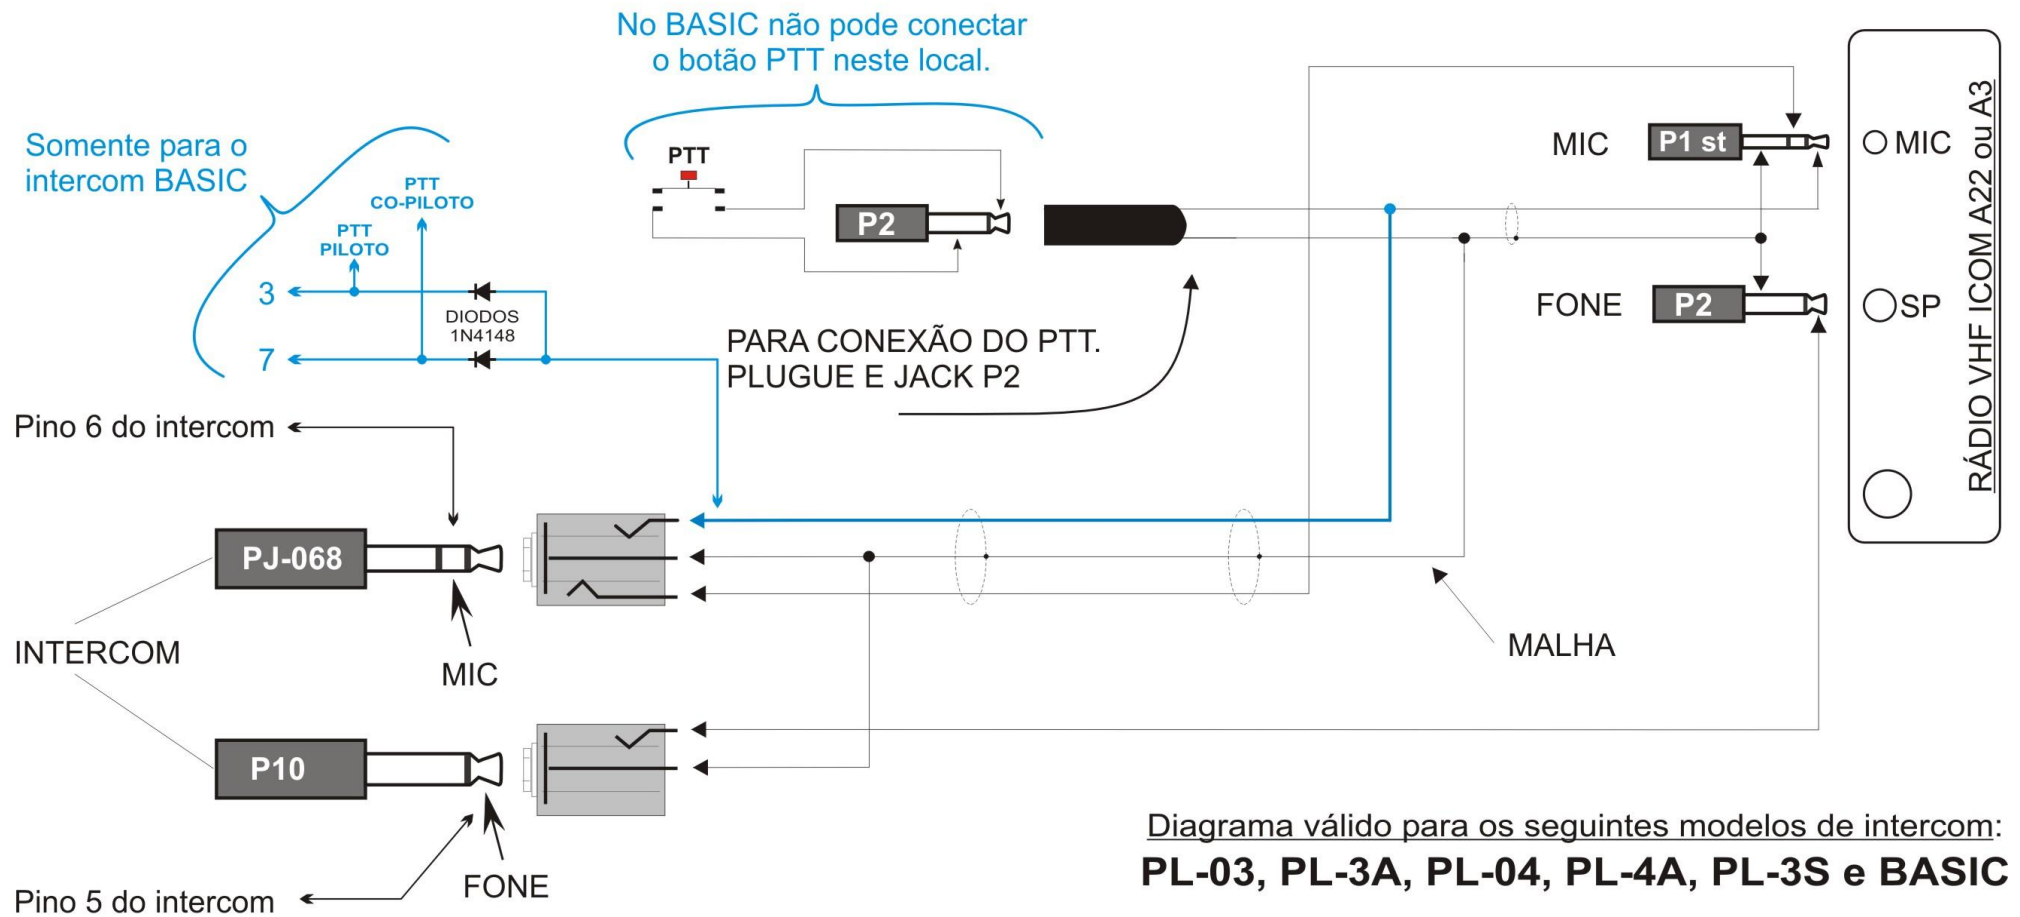 No BASIC não pode conectar
o botão PTT neste local.
Somente para o
intercom BASIC
PTT
CO-PILOTO
PTT
PILOTO
3
7
DIODOS
1N4148
PTT
P2
PARA CONEXÃO DO PTT.
PLUGUE E JACK P2
MIC
P1 st
MIC
FONE
P2
SP
RÁDIO VHF ICOM A22 ou A3
Pino 6 do intercom
PJ-068
INTERCOM
MIC
MALHA
P10
FONE
Pino 5 do intercom
Diagrama válido para os seguintes modelos de intercom:
PL-03, PL-3A, PL-04, PL-4A, PL-3S e BASIC